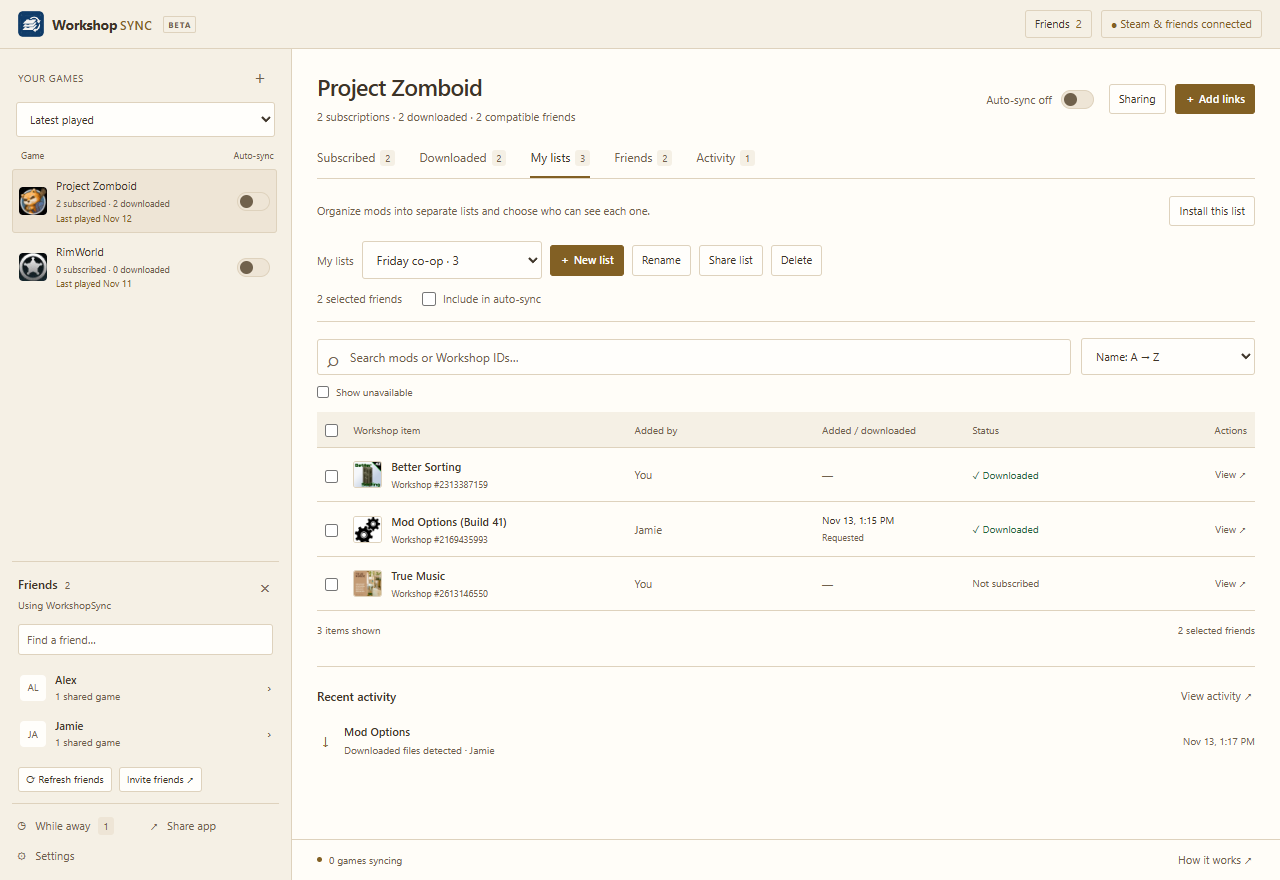 Workshop SYNC BETA
Friends 2
Steam & friends connected
YOUR GAMES
Latest played
Game Auto-sync
Project Zomboid
2 subscribed · 2 downloaded
Last played Nov 12
RimWorld
0 subscribed · 0 downloaded
Last played Nov 11
Friends 2
Using WorkshopSync
Find a friend...
AL
Alex
1 shared game
JA
Jamie
1 shared game
Refresh friends
Invite friends ↗
While away 1
↗ Share app
Settings
Project Zomboid
2 subscriptions · 2 downloaded · 2 compatible friends
Auto-sync off
Sharing
+ Add links
Subscribed 2
Downloaded 2
My lists 3
Friends 2
Activity 1
Organize mods into separate lists and choose who can see each one.
Install this list
My lists
Friday co-op · 3
+ New list
Rename
Share list
Delete
2 selected friends
Include in auto-sync
Search mods or Workshop IDs...
Name: A → Z
Show unavailable
Workshop item Added by Added / downloaded Status Actions
Better Sorting
Workshop #2313387159
You
—
✓ Downloaded
View ↗
Mod Options (Build 41)
Workshop #2169435993
Jamie
Nov 13, 1:15 PM
Requested
✓ Downloaded
View ↗
True Music
Workshop #2613146550
You
—
Not subscribed
View ↗
3 items shown
2 selected friends
Recent activity
View activity ↗
↓
Mod Options
Downloaded files detected · Jamie
Nov 13, 1:17 PM
0 games syncing
How it works ↗